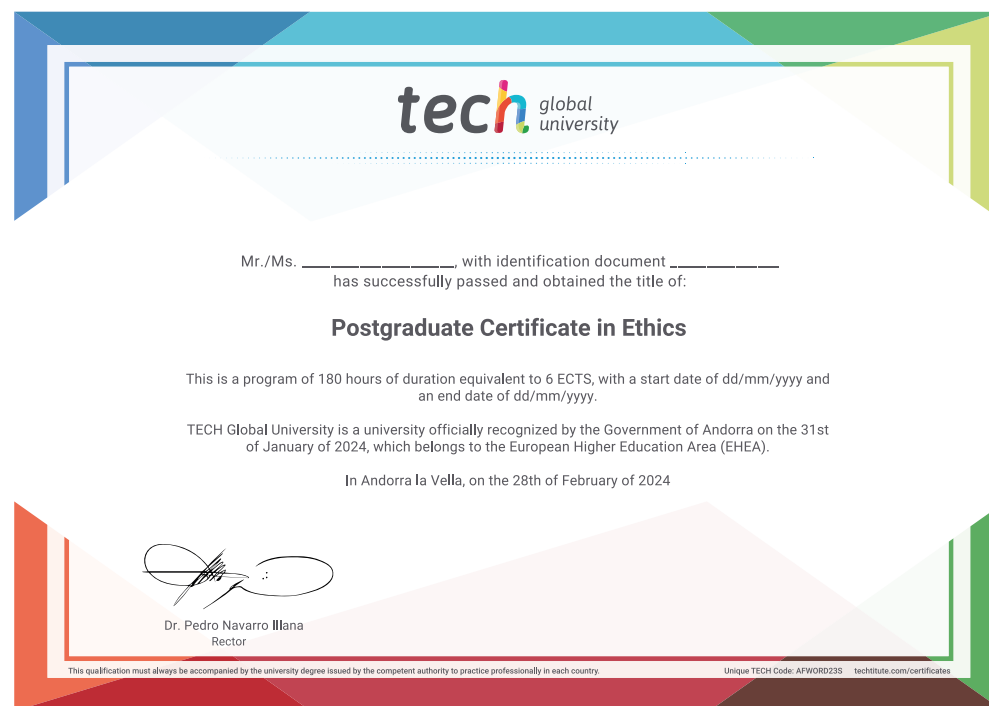 tech global
university
Mr./Ms. ________________, with identification document ____________
has successfully passed and obtained the title of:
Postgraduate Certificate in Ethics
This is a program of 180 hours of duration equivalent to 6 ECTS, with a start date of dd/mm/yyyy and
an end date of dd/mm/yyyy.
TECH Global University is a university officially recognized by the Government of Andorra on the 31st
of January of 2024, which belongs to the European Higher Education Area (EHEA).
In Andorra la Vella, on the 28th of February of 2024
Dr. Pedro Navarro Illana
Rector
This qualification must always be accompanied by the university degree issued by the competent authority to practice professionally in each country. Unique TECH Code: AFWORD23S techtitute.com/certificates